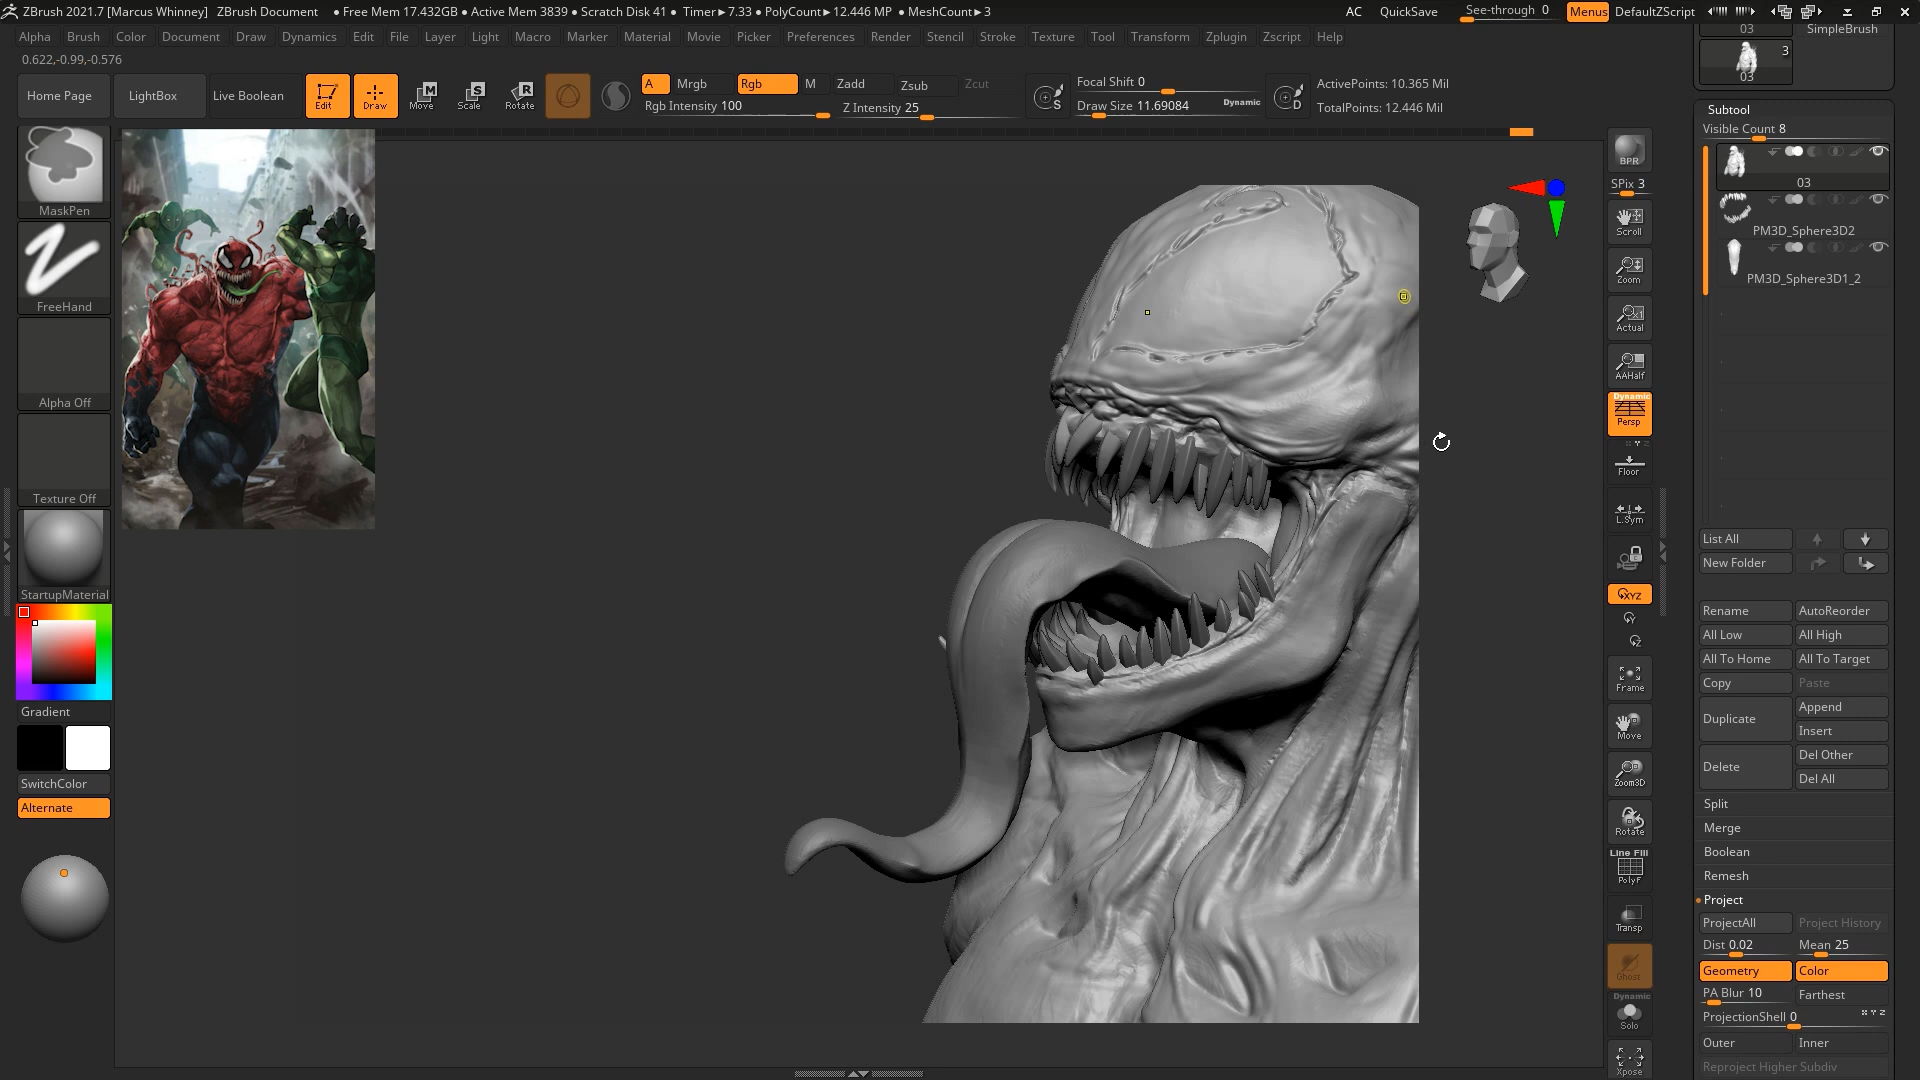 ZBrush 2021.7 [Marcus Whinney] ZBrush Document • Free Mem 17.432GB • Active Mem 3839 • Scratch Disk 41 • Timer►7.33 • PolyCount►12.446 MP • MeshCount►3 AC QuickSave See-through 0 Menus DefaultZScript
Alpha Brush Color Document Draw Dynamics Edit File Layer Light Macro Marker Material Movie Picker Preferences Render Stencil Stroke Texture Tool Transform Zplugin Zscript Help
03 SimpleBrush
0.622,-0.99,-0.576
3
03
Home Page LightBox Live Boolean Edit Draw Move Scale Rotate
A Mrgb Rgb M Zadd Zsub Zcut
Rgb Intensity 100 Z Intensity 25
Focal Shift 0
Draw Size 11.69084 Dynamic
S D
ActivePoints: 10.365 Mil
TotalPoints: 12.446 Mil
MaskPen
FreeHand
Alpha Off
Texture Off
StartupMaterial
Gradient
SwitchColor
Alternate
BPR
SPix 3
Scroll
Zoom
Actual
AAHalf
Dynamic
Persp
Floor
L.Sym
XYZ
Y
Z
Frame
Move
Zoom3D
Rotate
Line Fill
PolyF
Transp
Ghost
Dynamic
Solo
Xpose
Subtool
Visible Count 8
03
PM3D_Sphere3D2
PM3D_Sphere3D1_2
List All
New Folder
Rename AutoReorder
All Low All High
All To Home All To Target
Copy Paste
Duplicate Append
Insert
Delete Del Other
Del All
Split
Merge
Boolean
Remesh
Project
ProjectAll Project History
Dist 0.02 Mean 25
Geometry Color
PA Blur 10 Farthest
ProjectionShell 0 X Y Z
Outer Inner
Reproject Higher Subdiv